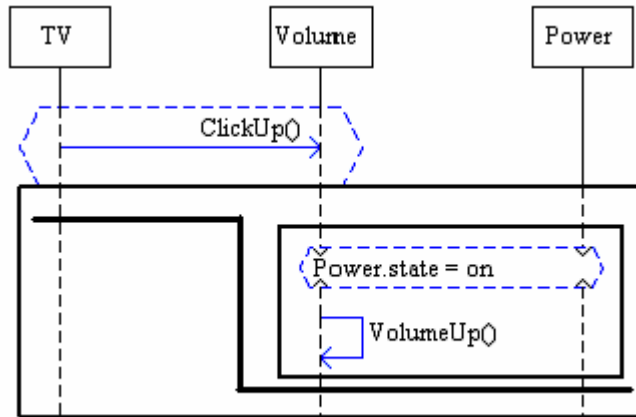 TV
Volume
Power
ClickUp()
Power.state = on
VolumeUp()